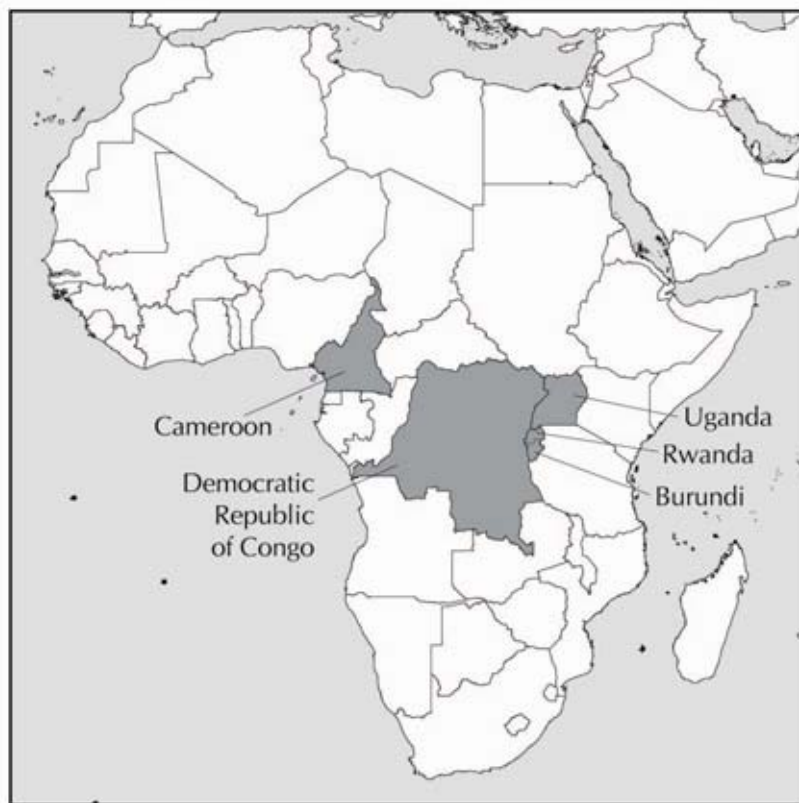 Cameroon
Democratic
Republic
of Congo
Uganda
Rwanda
Burundi